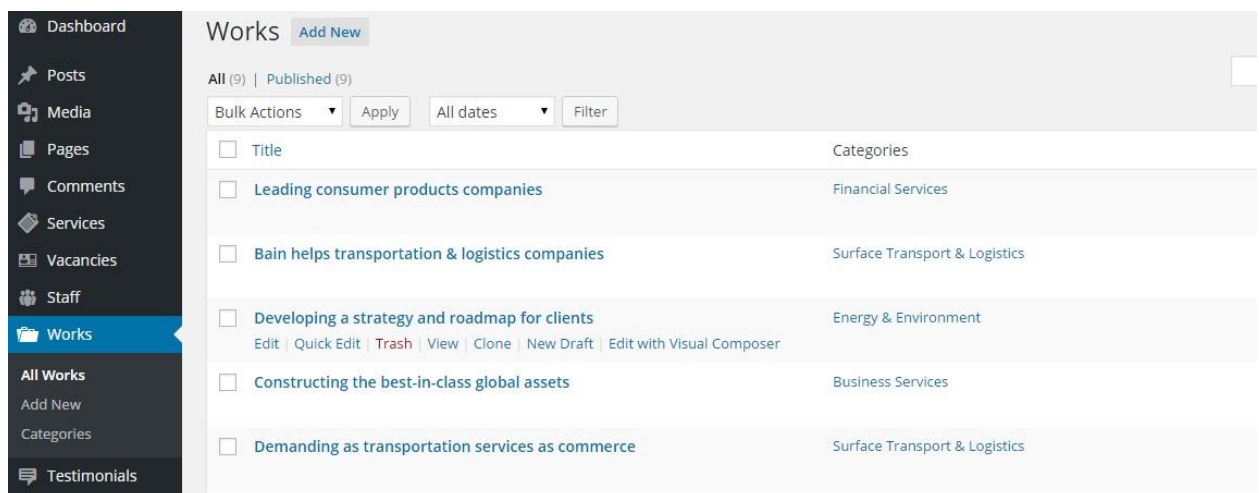 Dashboard
Posts
Media
Pages
Comments
Services
Vacancies
Staff
Works
All Works
Add New
Categories
Testimonials
Works Add New
All (9) | Published (9)
Bulk Actions Apply All dates Filter
Title Categories
Leading consumer products companies Financial Services
Bain helps transportation & logistics companies Surface Transport & Logistics
Developing a strategy and roadmap for clients Energy & Environment
Edit | Quick Edit | Trash | View | Clone | New Draft | Edit with Visual Composer
Constructing the best-in-class global assets Business Services
Demanding as transportation services as commerce Surface Transport & Logistics